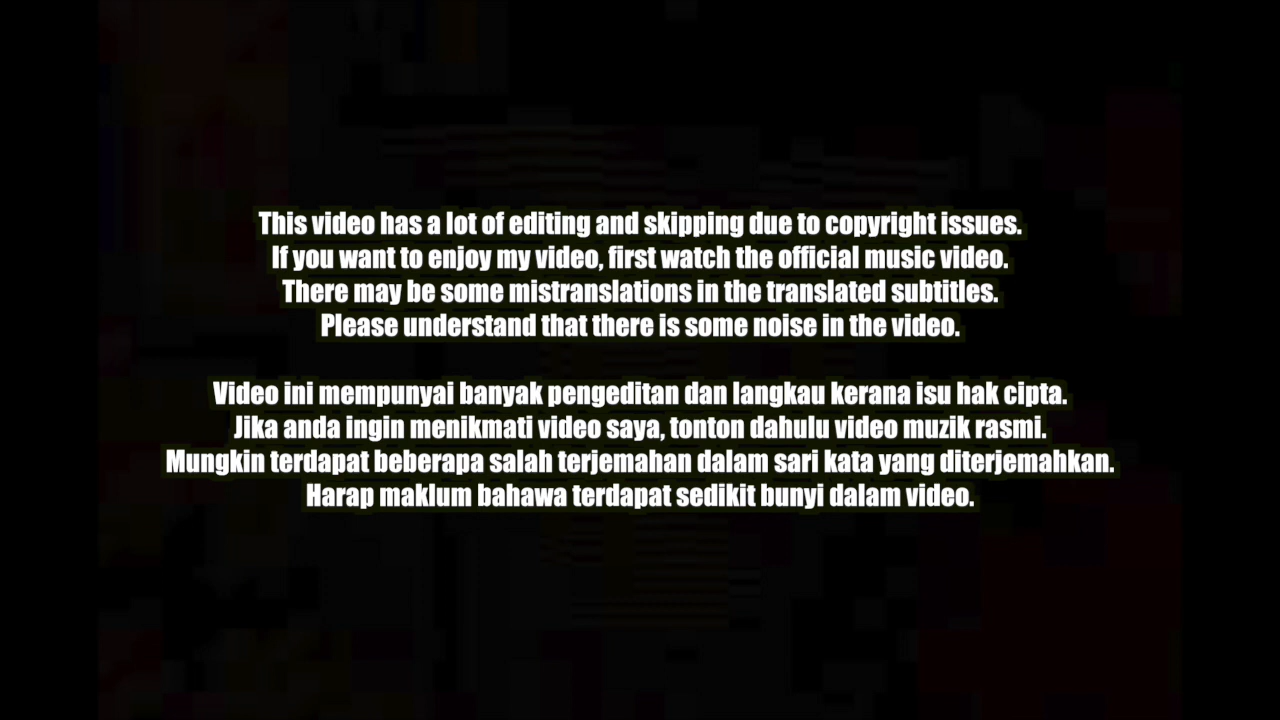 This video has a lot of editing and skipping due to copyright issues.
If you want to enjoy my video, first watch the official music video.
There may be some mistranslations in the translated subtitles.
Please understand that there is some noise in the video.
Video ini mempunyai banyak pengeditan dan langkau kerana isu hak cipta.
Jika anda ingin menikmati video saya, tonton dahulu video muzik rasmi.
Mungkin terdapat beberapa salah terjemahan dalam sari kata yang diterjemahkan.
Harap maklum bahawa terdapat sedikit bunyi dalam video.